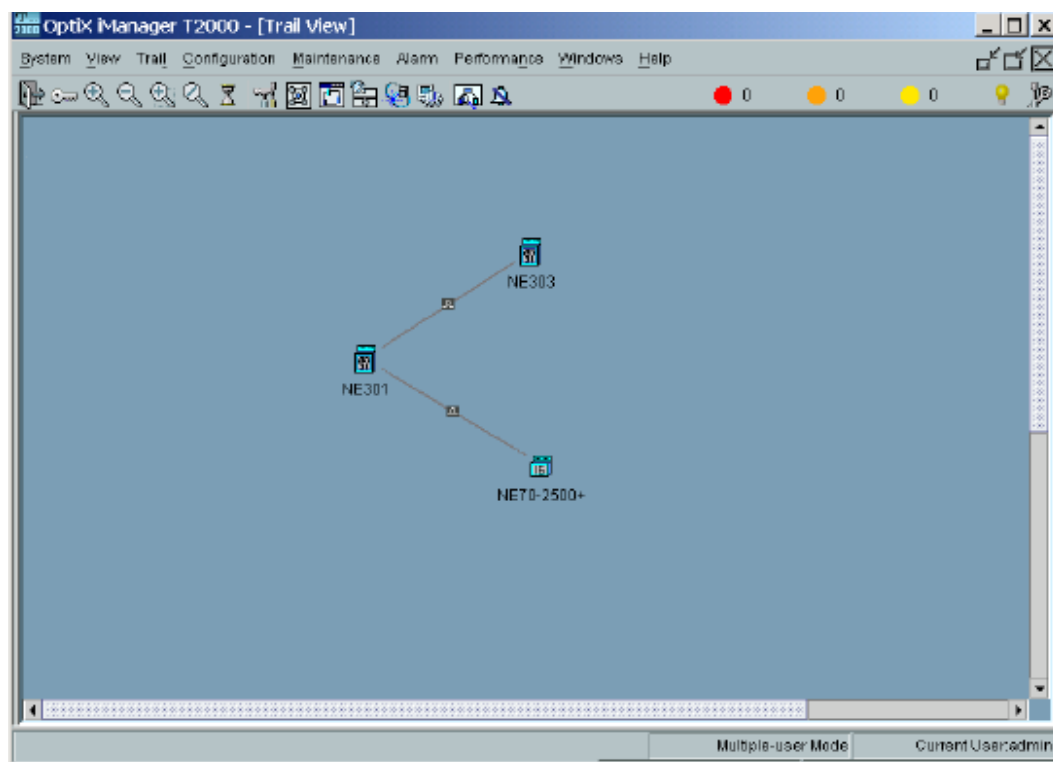 OptiX iManager T2000 - [Trail View]
System View Trail Configuration Maintenance Alarm Performance Windows Help
0 0 0
NE303
NE301
NE70-2500+
Multiple-user Mode Current User:admin